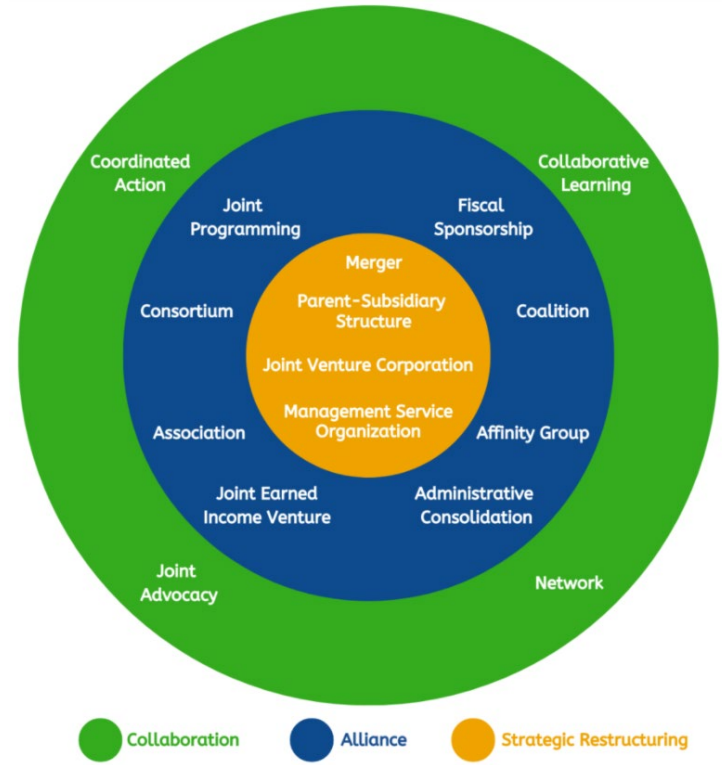 Coordinated
Action
Collaborative
Learning
Joint
Programming
Fiscal
Sponsorship
Merger
Parent-Subsidiary
Structure
Consortium
Coalition
Joint Venture Corporation
Management Service
Organization
Association
Affinity Group
Joint Earned
Income Venture
Administrative
Consolidation
Joint
Advocacy
Network
Collaboration
Alliance
Strategic Restructuring